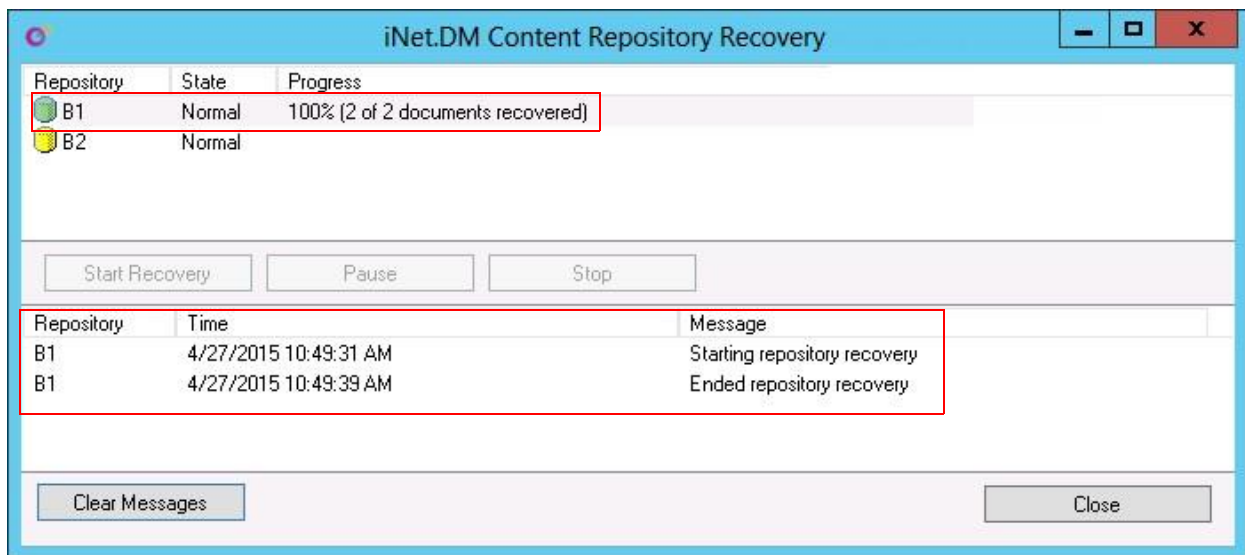 iNet.DM Content Repository Recovery
Repository State Progress
B1 Normal 100% (2 of 2 documents recovered)
B2 Normal
Start Recovery Pause Stop
Repository Time Message
B1 4/27/2015 10:49:31 AM Starting repository recovery
B1 4/27/2015 10:49:39 AM Ended repository recovery
Clear Messages Close